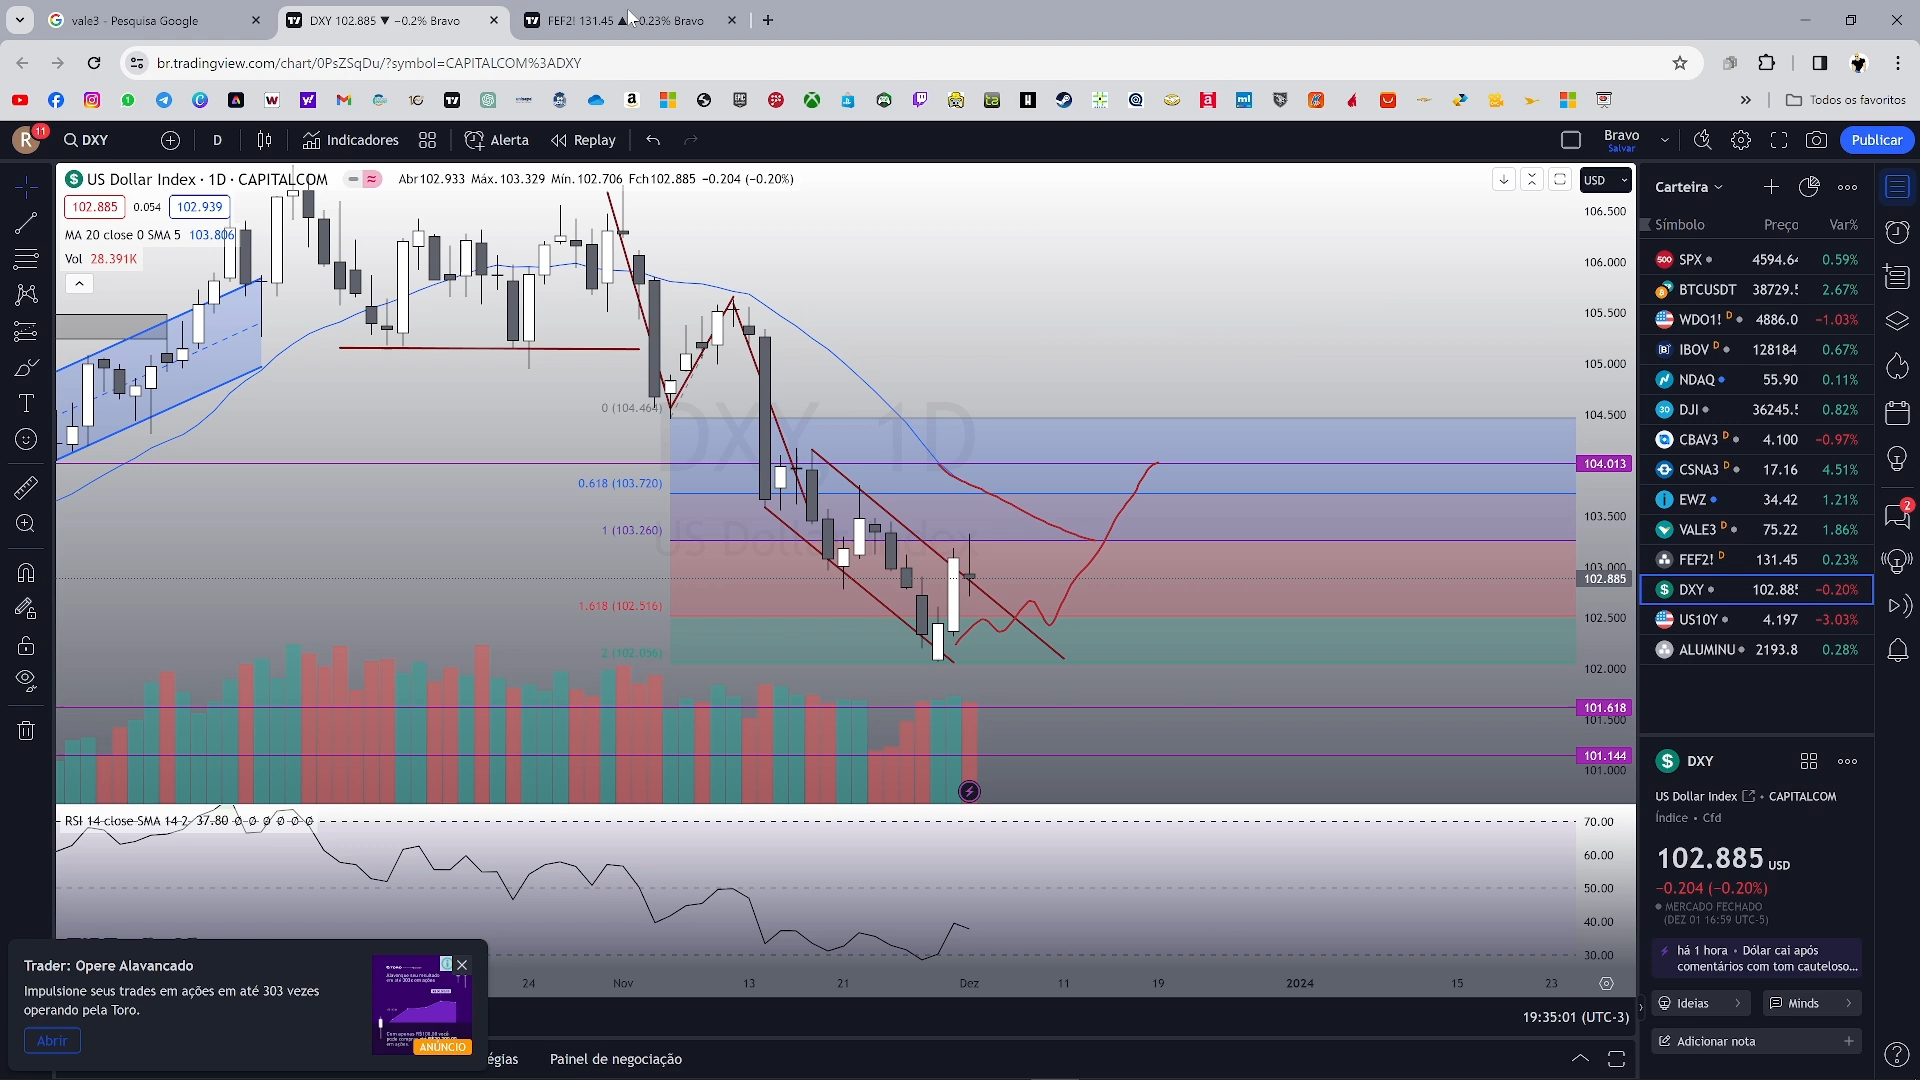 vale3 - Pesquisa Google
DXY 102.885 ▼ −0.2% Bravo
FEF2! 131.45 ▲ +0.23% Bravo
br.tradingview.com/chart/0PsZSqDu/?symbol=CAPITALCOM%3ADXY
Todos os favoritos
R 11
DXY
D
Indicadores
Alerta
Replay
Bravo
Salvar
Publicar
US Dollar Index · 1D · CAPITALCOM
Abr102.933 Máx.103.329 Mín.102.706 Fch102.885 −0.204 (−0.20%)
USD
102.885 0.054 102.939
MA 20 close 0 SMA 5 103.806
Vol 28.391K
DXY, 1D
US Dollar Index
0 (104.464)
0.618 (103.720)
1 (103.260)
1.618 (102.516)
2 (102.056)
106.500
106.000
105.500
105.000
104.500
104.013
103.500
103.000
102.885
102.500
102.000
101.618
101.500
101.144
101.000
RSI 14 close SMA 14 2 37.80 ∅ ∅ ∅ ∅ ∅ ∅
70.00
60.00
50.00
40.00
30.00
24
Nov
13
21
Dez
11
19
2024
15
23
19:35:01 (UTC-3)
égias
Painel de negociação
Trader: Opere Alavancado
Impulsione seus trades em ações em até 303 vezes
operando pela Toro.
Abrir
ANÚNCIO
Carteira
Símbolo Preço Var%
SPX 4594.64 0.59%
BTCUSDT 38729.5 2.67%
WDO1! D 4886.0 −1.03%
IBOV D 128184 0.67%
NDAQ 55.90 0.11%
DJI 36245.5 0.82%
CBAV3 D 4.100 −0.97%
CSNA3 D 17.16 4.51%
EWZ 34.42 1.21%
VALE3 D 75.22 1.86%
FEF2! D 131.45 0.23%
DXY 102.885 −0.20%
US10Y 4.197 −3.03%
ALUMINU 2193.8 0.28%
2
DXY
US Dollar Index • CAPITALCOM
Índice • Cfd
102.885 USD
−0.204 (−0.20%)
MERCADO FECHADO
(DEZ 01 16:59 UTC-5)
há 1 hora • Dólar cai após
comentários com tom cauteloso...
Ideias
Minds
Adicionar nota